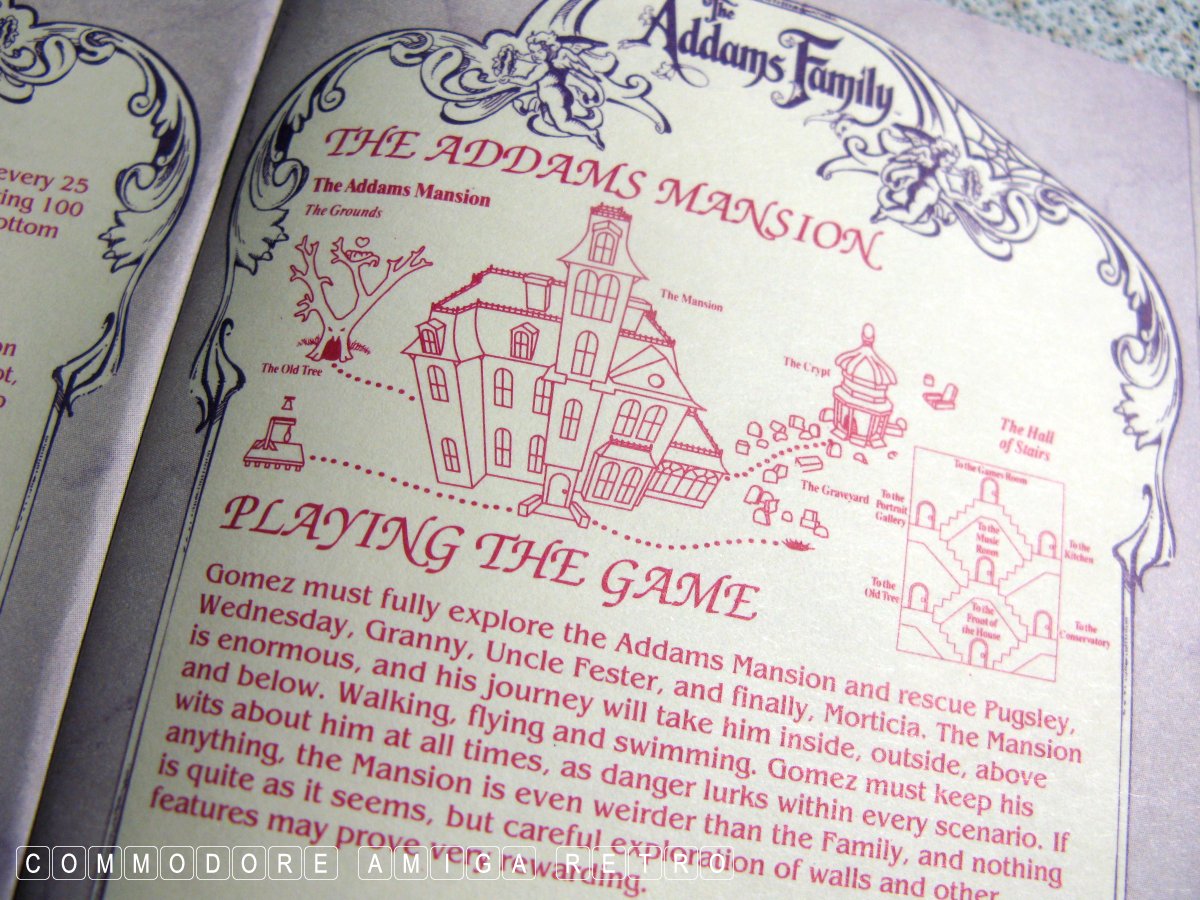 every 25
100
ottom
The
Addams Family
THE ADDAMS MANSION
The Addams Mansion
The Grounds
The Mansion
The Old Tree
The Crypt
The Graveyard
The Hall
of Stairs
To the Games Room
To the
Portrait
Gallery
To the
Music
Room
To the
Kitchen
To the
Old Tree
To the
Front of
the House
To the
Conservatory
PLAYING THE GAME
Gomez must fully explore the Addams Mansion and rescue Pugsley,
Wednesday, Granny, Uncle Fester, and finally, Morticia. The Mansion
is enormous, and his journey will take him inside, outside, above
and below. Walking, flying and swimming. Gomez must keep his
wits about him at all times, as danger lurks within every scenario. If
anything, the Mansion is even weirder than the Family, and nothing
is quite as it seems, but careful exploration of walls and other
features may prove very rewarding.
COMMODORE AMIGA RETRO